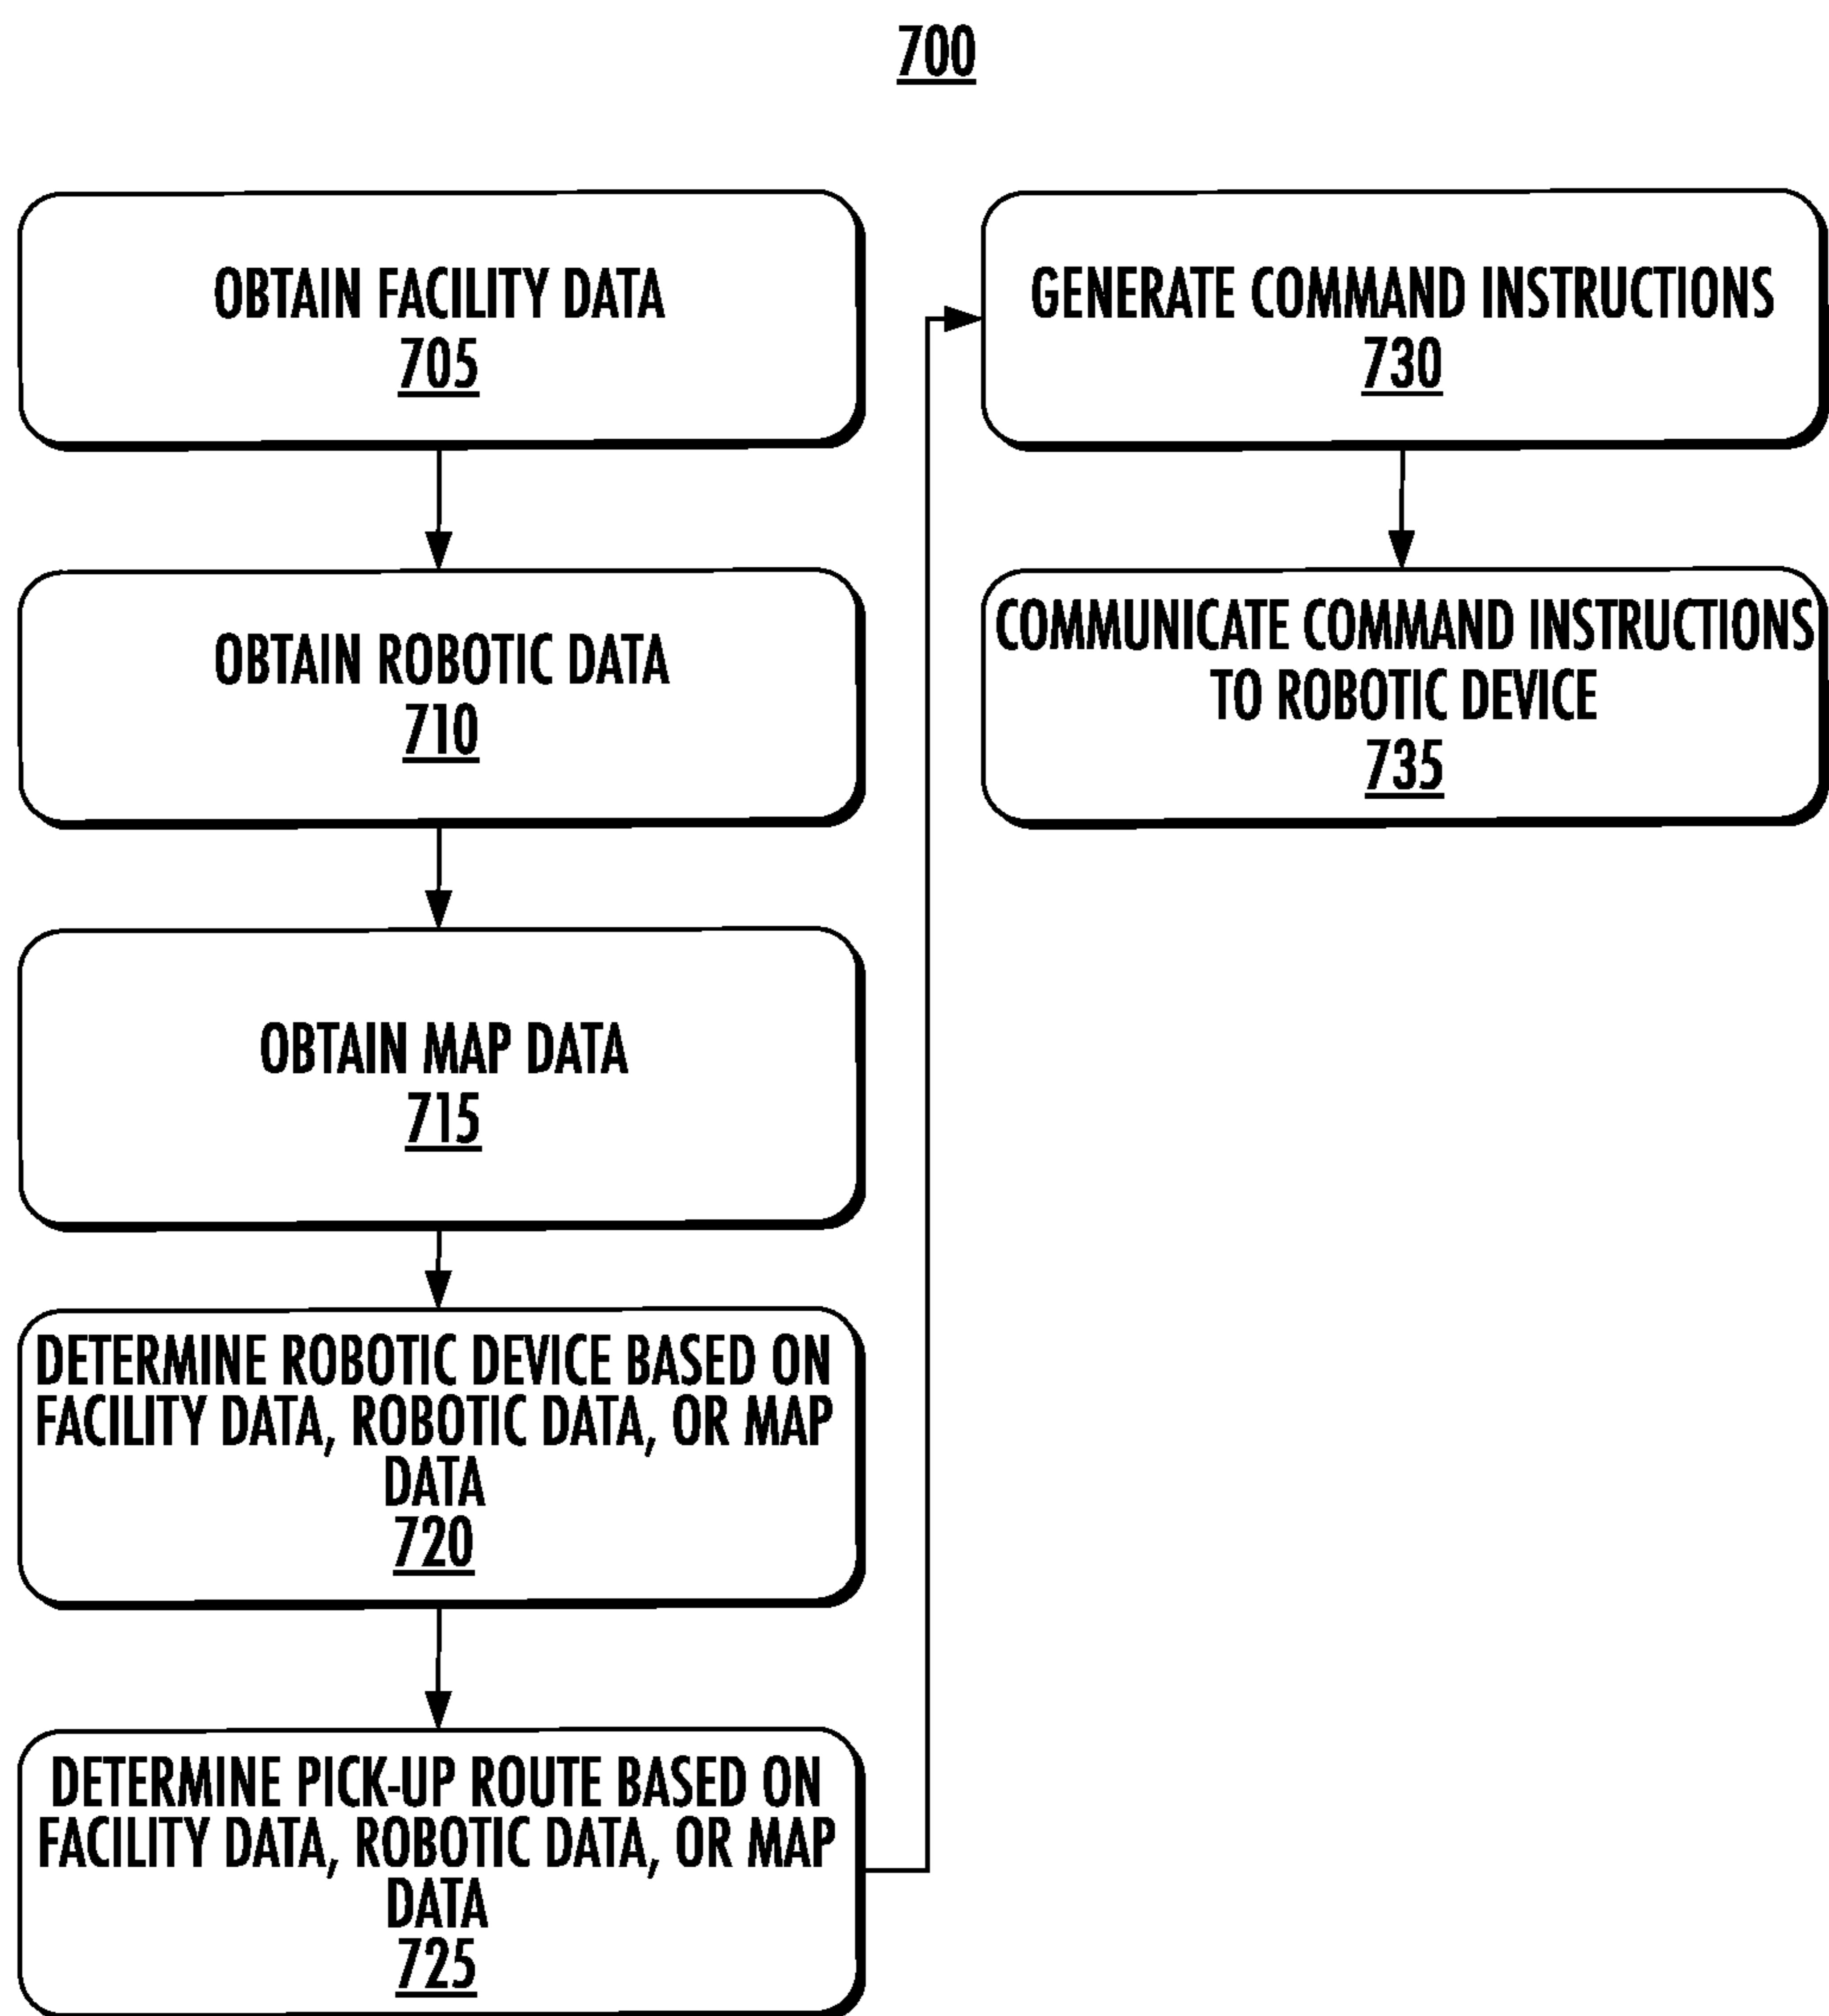 700
OBTAIN FACILITY DATA
705
OBTAIN ROBOTIC DATA
710
OBTAIN MAP DATA
715
DETERMINE ROBOTIC DEVICE BASED ON
FACILITY DATA, ROBOTIC DATA, OR MAP
DATA
720
DETERMINE PICK-UP ROUTE BASED ON
FACILITY DATA, ROBOTIC DATA, OR MAP
DATA
725
GENERATE COMMAND INSTRUCTIONS
730
COMMUNICATE COMMAND INSTRUCTIONS
TO ROBOTIC DEVICE
735